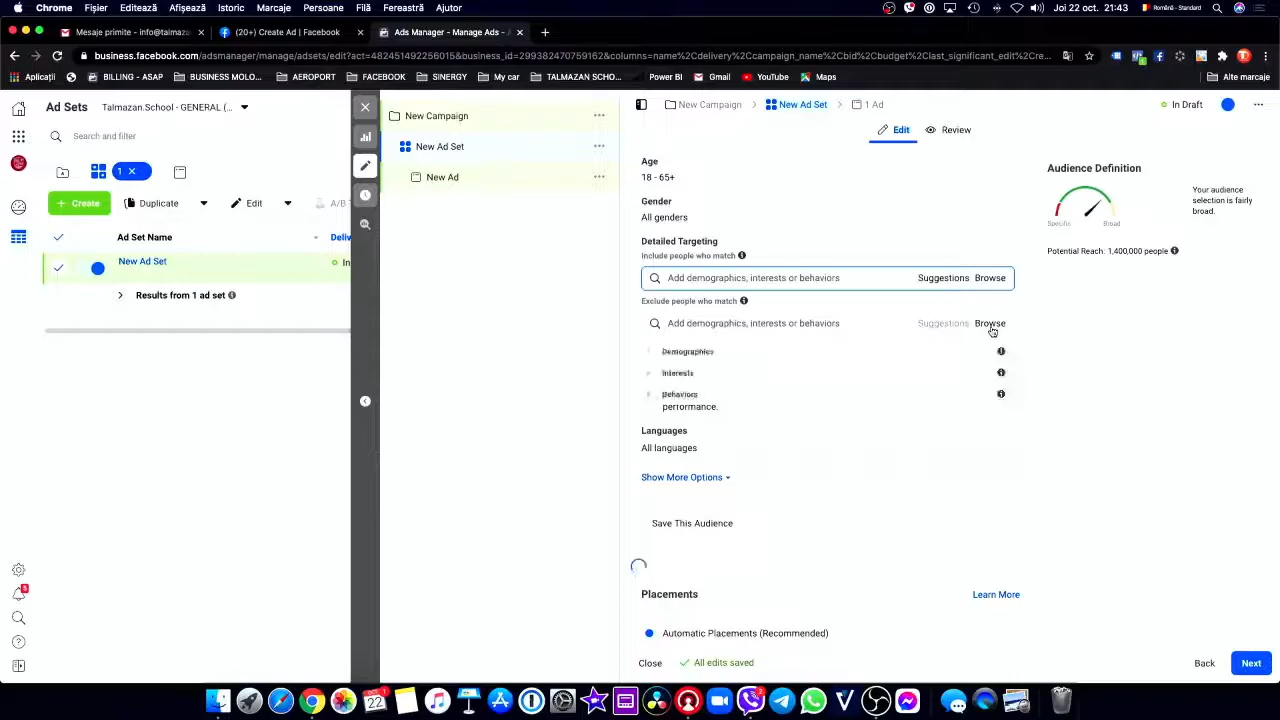 Chrome Fișier Editează Afișează Istoric Marcaje Persoane Filă Fereastră Ajutor Joi 22 oct. 21:43 Română - Standard
Mesaje primite - info@talmaza × (20+) Create Ad | Facebook × Ads Manager - Manage Ads - A × +
business.facebook.com/adsmanager/manage/adsets/edit?act=482451492256015&business_id=299382470759162&columns=name%2Cdelivery%2Ccampaign_name%2Cbid%2Cbudget%2Clast_significant_edit%2Cre...
Aplicații BILLING - ASAP BUSINESS MOLO... AEROPORT FACEBOOK SINERGY My car TALMAZAN SCHO... Power BI Gmail YouTube Maps Alte marcaje
Ad Sets Talmazan.School - GENERAL (...
Search and filter
1 ×
+ Create Duplicate Edit A/B
Ad Set Name Deliv
New Ad Set In
Results from 1 ad set
3
New Campaign
New Ad Set
New Ad
New Campaign > New Ad Set > 1 Ad In Draft
Edit Review
Age
18 - 65+
Gender
All genders
Detailed Targeting
Include people who match
Add demographics, interests or behaviors Suggestions Browse
Exclude people who match
Add demographics, interests or behaviors Suggestions Browse
Demographics
Interests
Behaviors
performance.
Languages
All languages
Show More Options
Save This Audience
Placements Learn More
Automatic Placements (Recommended)
Close All edits saved Back Next
Audience Definition
Specific Broad
Your audience
selection is fairly
broad.
Potential Reach: 1,400,000 people